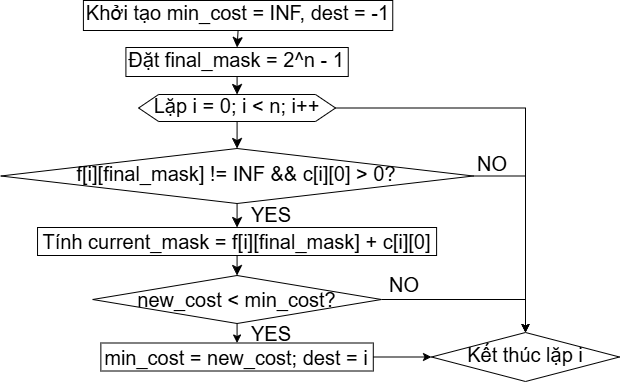 Khởi tạo min_cost = INF, dest = -1
Đặt final_mask = 2^n - 1
Lặp i = 0; i < n; i++
f[i][final_mask] != INF && c[i][0] > 0?
NO
YES
Tính current_mask = f[i][final_mask] + c[i][0]
new_cost < min_cost?
NO
YES
min_cost = new_cost; dest = i
Kết thúc lặp i